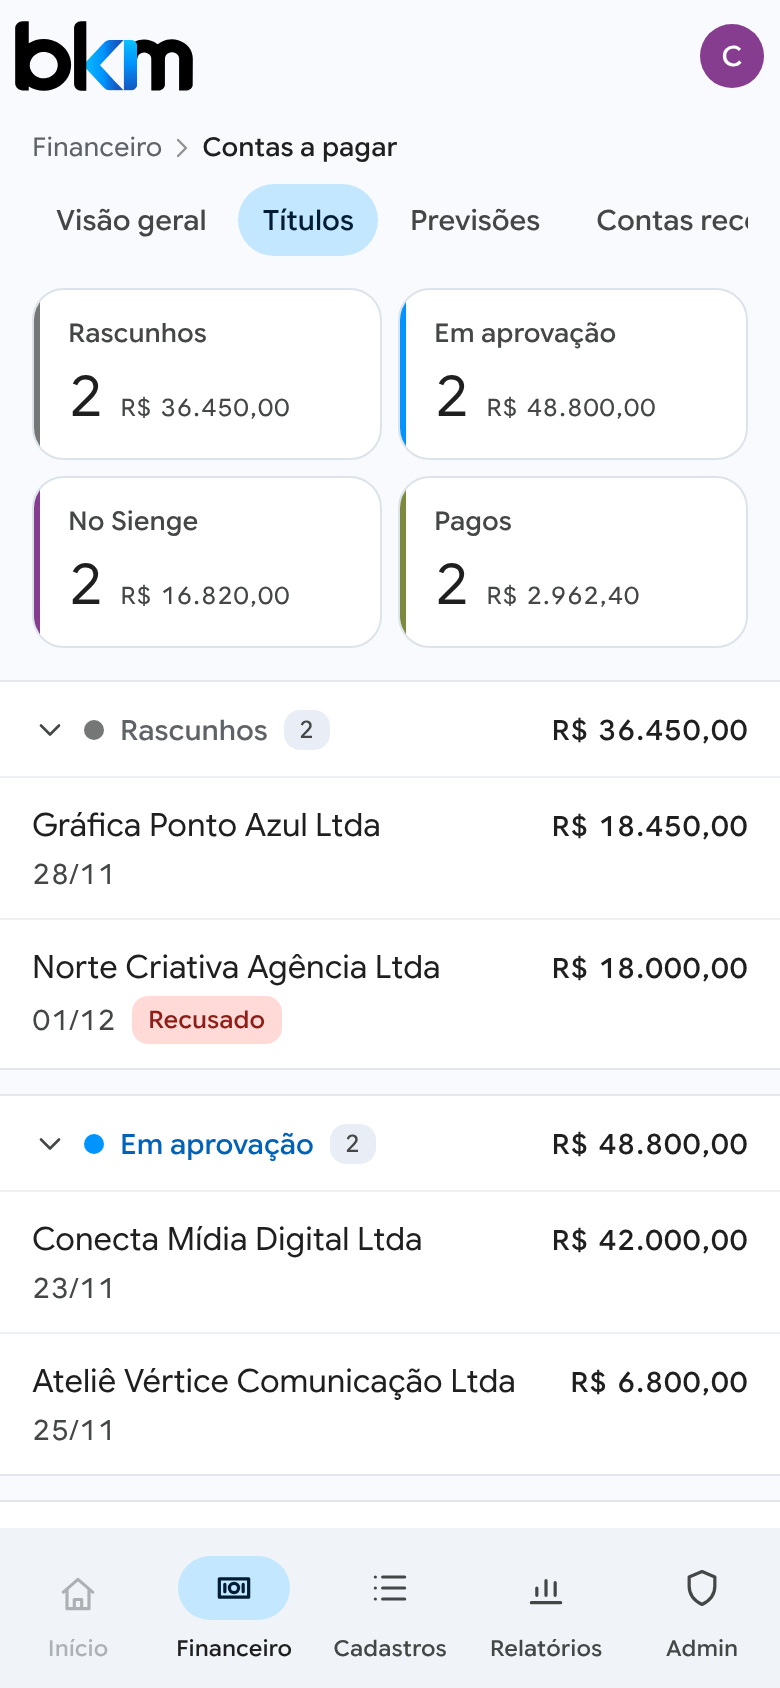 bkm
C
Financeiro > Contas a pagar
Visão geral Títulos Previsões Contas rec
Rascunhos
2 R$ 36.450,00
Em aprovação
2 R$ 48.800,00
No Sienge
2 R$ 16.820,00
Pagos
2 R$ 2.962,40
Rascunhos 2 R$ 36.450,00
Gráfica Ponto Azul Ltda R$ 18.450,00
28/11
Norte Criativa Agência Ltda R$ 18.000,00
01/12 Recusado
Em aprovação 2 R$ 48.800,00
Conecta Mídia Digital Ltda R$ 42.000,00
23/11
Ateliê Vértice Comunicação Ltda R$ 6.800,00
25/11
Início Financeiro Cadastros Relatórios Admin